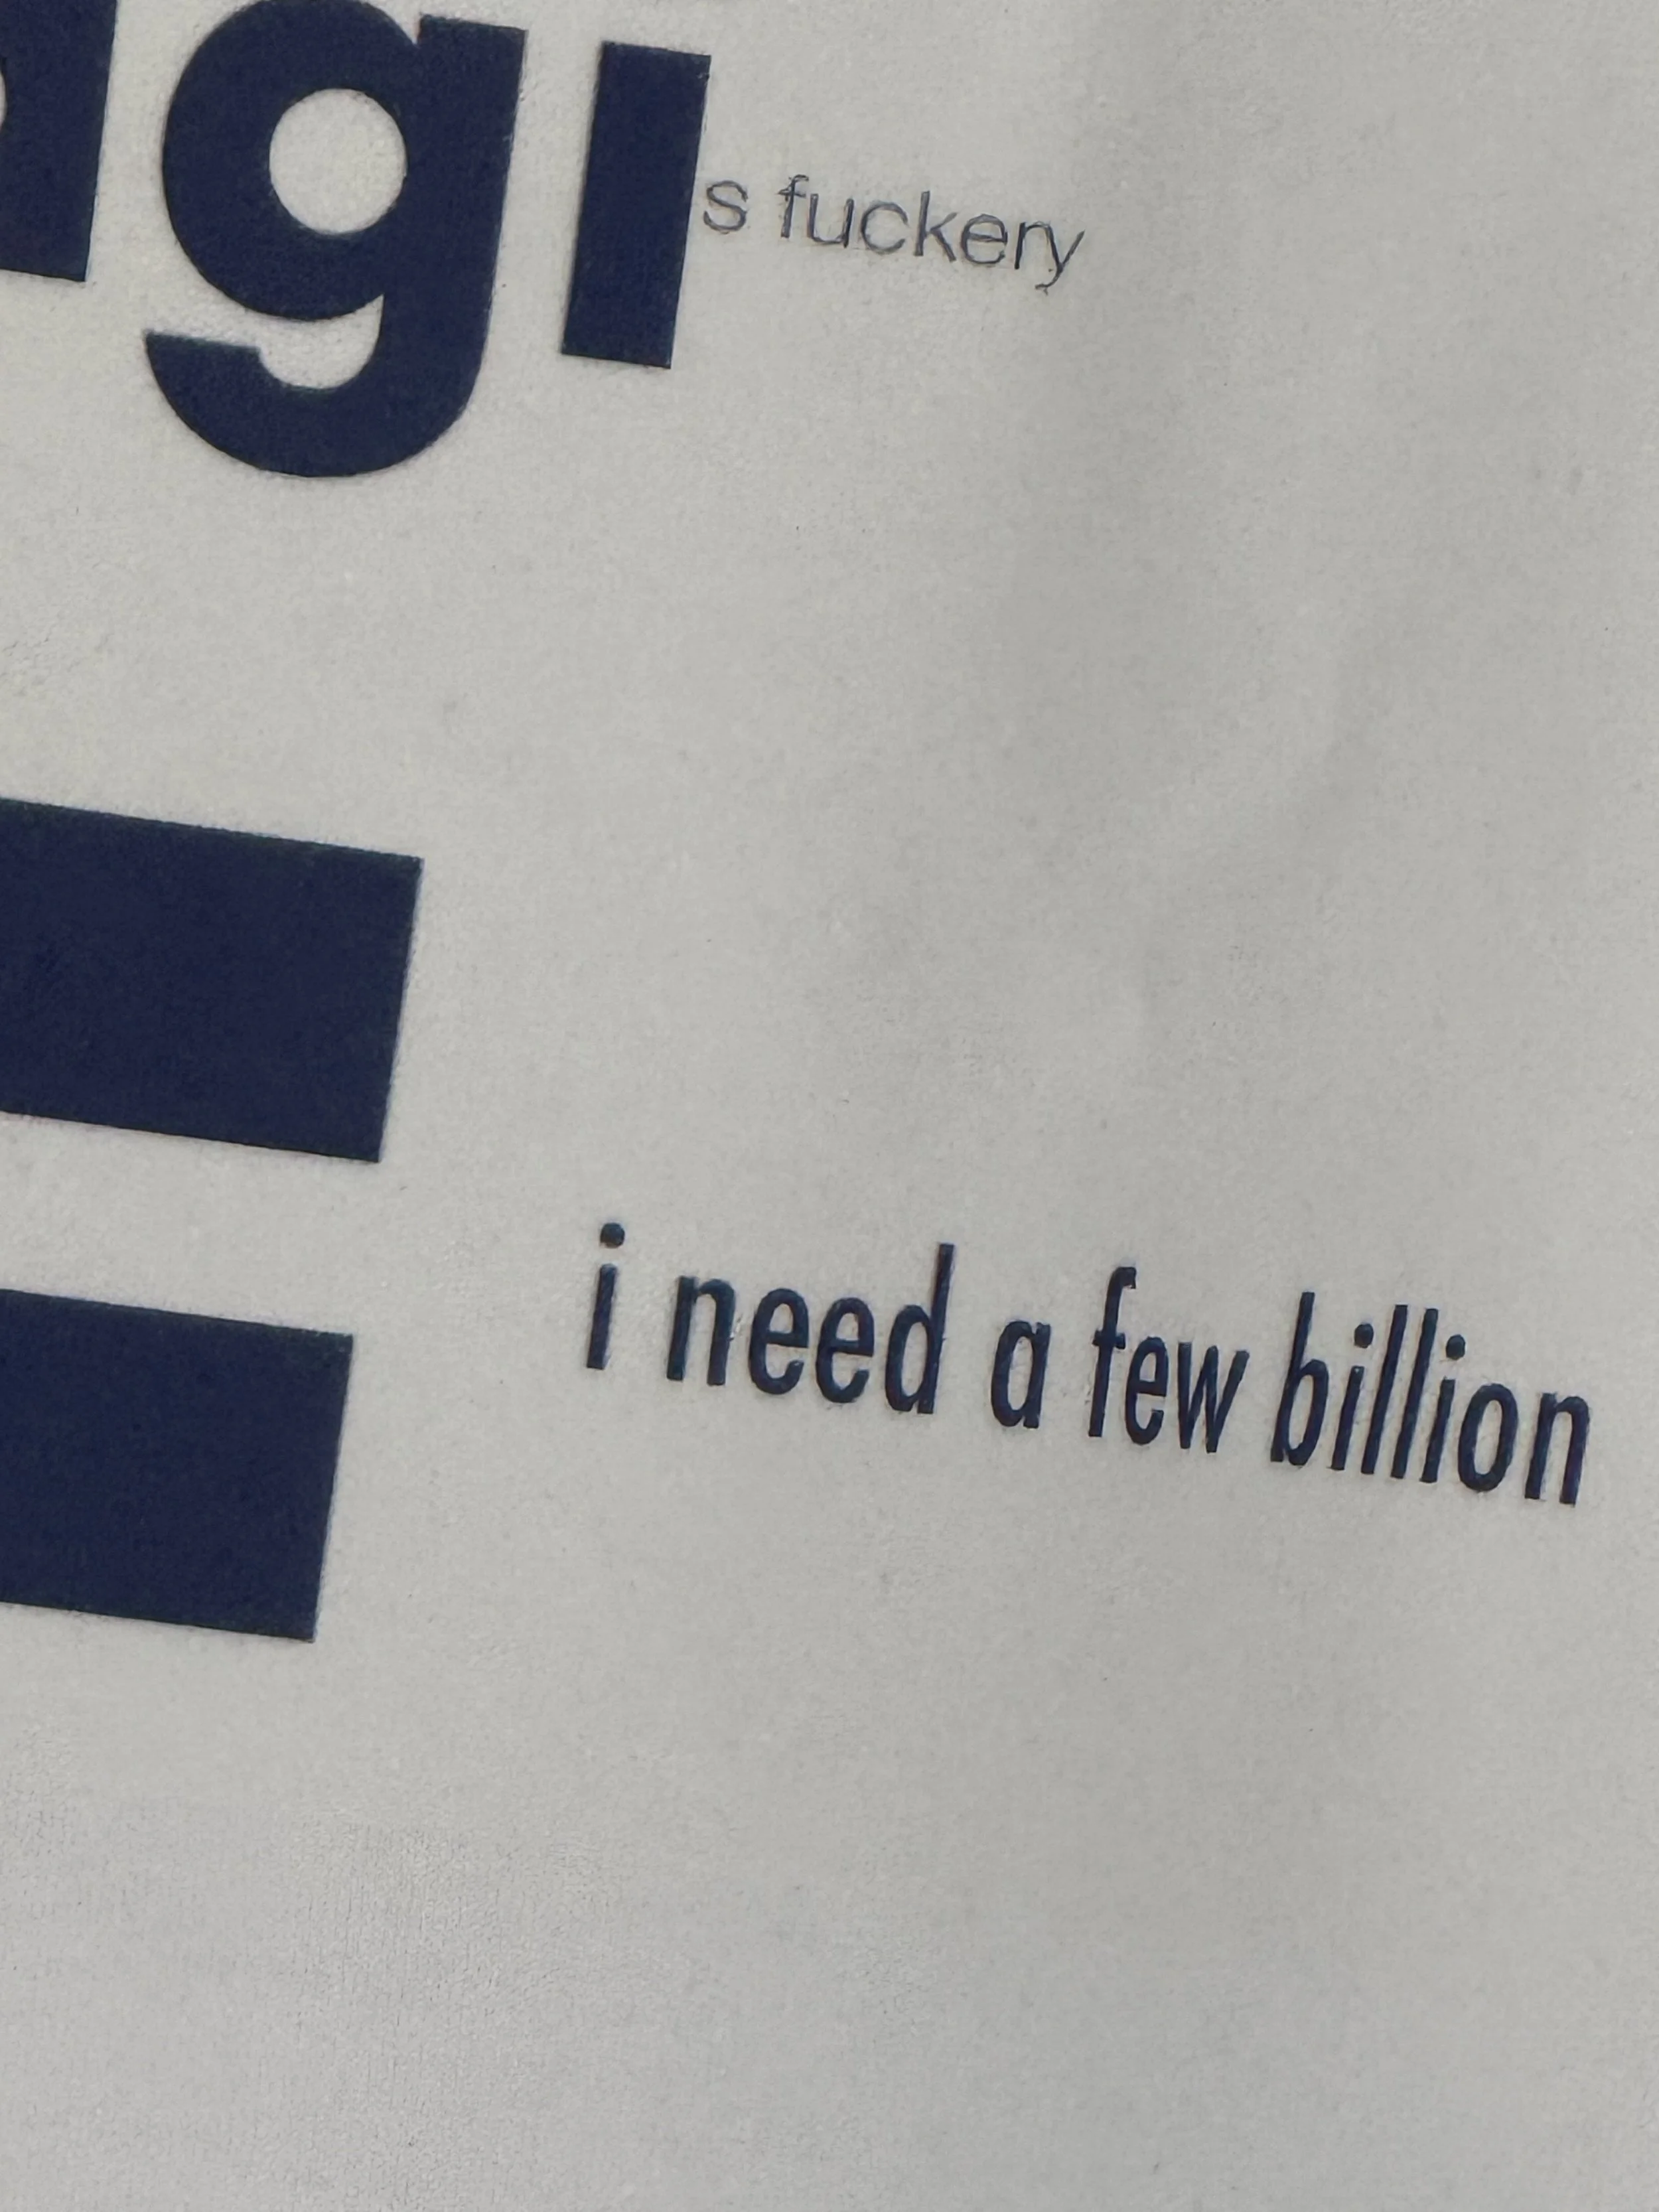 agi s fuckery
i need a few billion